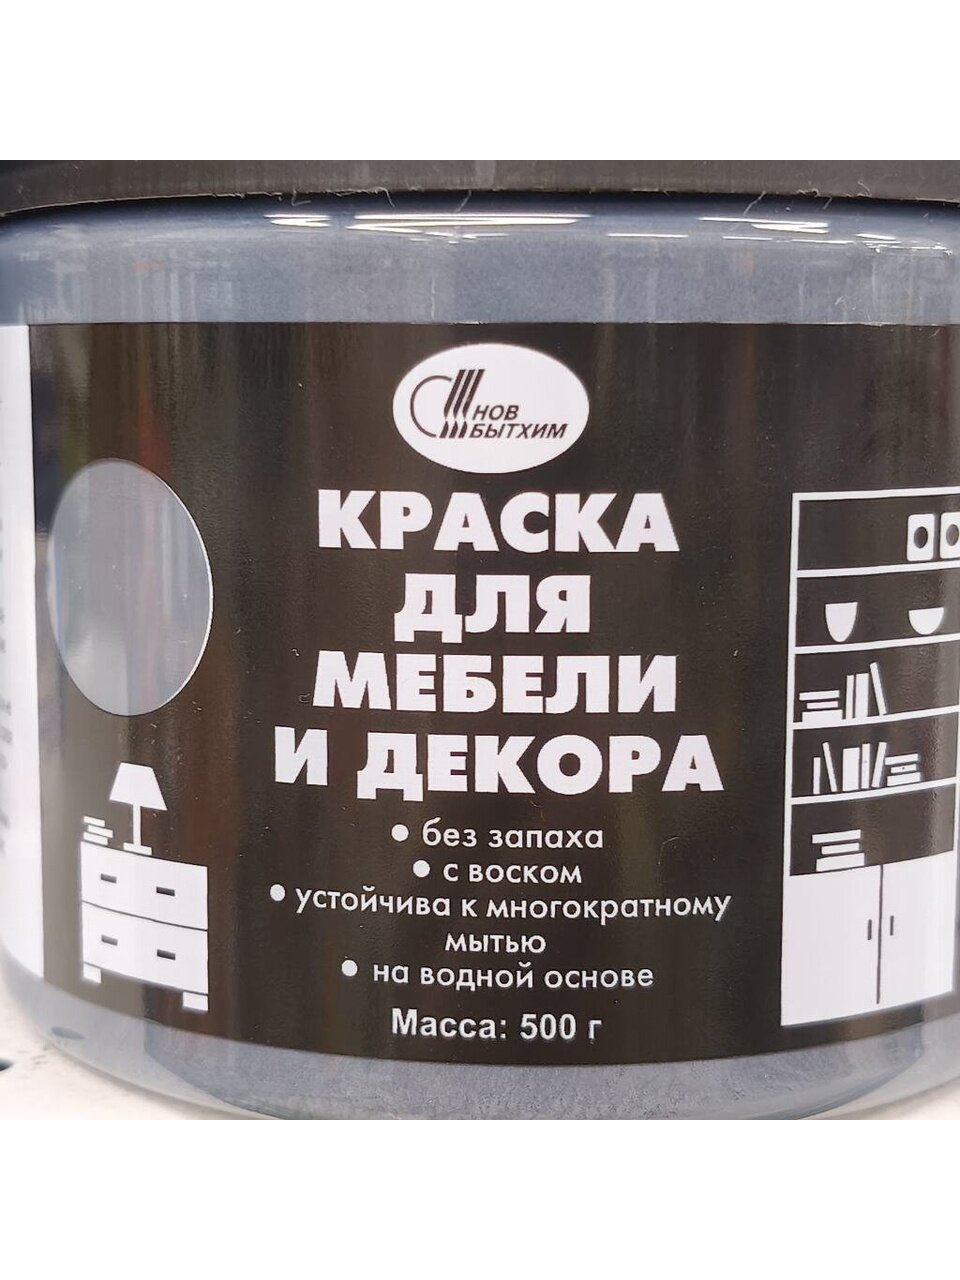 НОВ
БЫТХИМ
КРАСКА
ДЛЯ
МЕБЕЛИ
И ДЕКОРА
• без запаха
• с воском
• устойчива к многократному
мытью
• на водной основе
Масса: 500 г